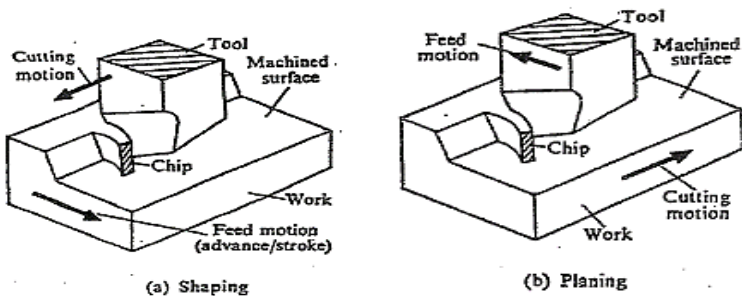 Tool
Cutting
motion
Machined
surface
Chip
Work
Feed motion
(advance/stroke)
(a) Shaping
Tool
Feed
motion
Machined
surface
Chip
Cutting
motion
Work
(b) Planing